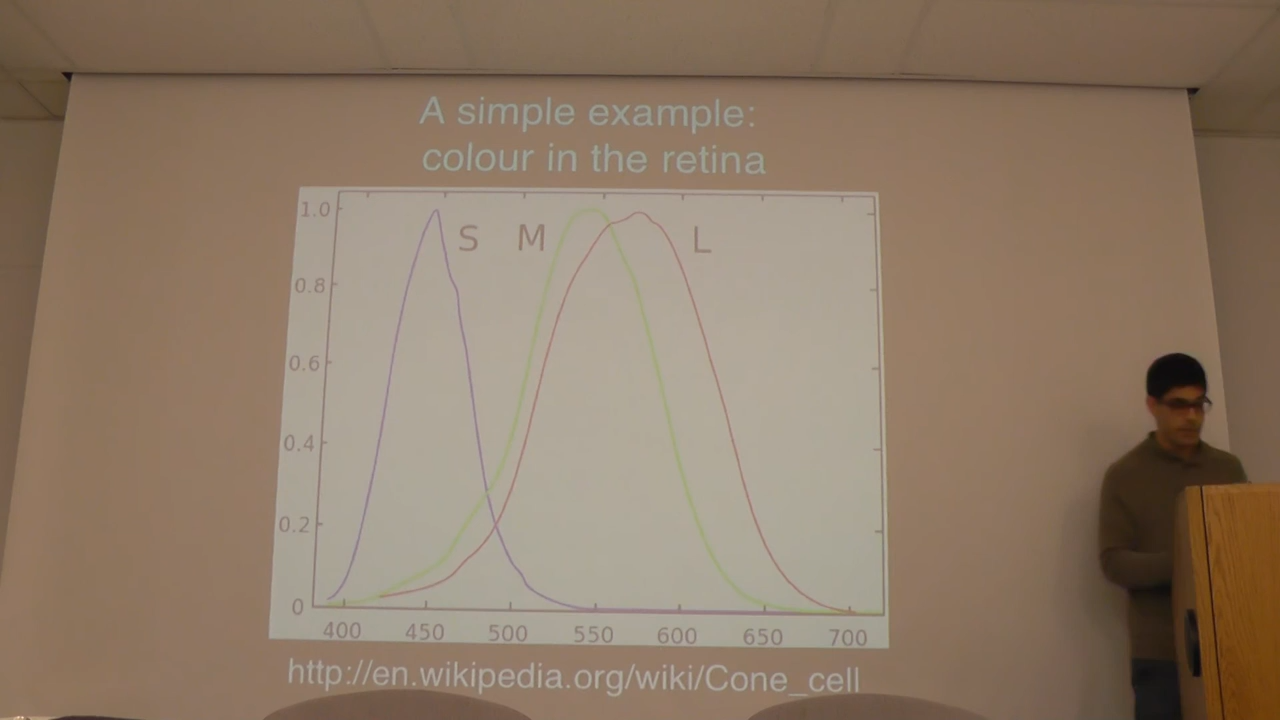 A simple example:
colour in the retina
1.0
S M L
0.8
0.6
0.4
0.2
0
400 450 500 550 600 650 700
http://en.wikipedia.org/wiki/Cone_cell